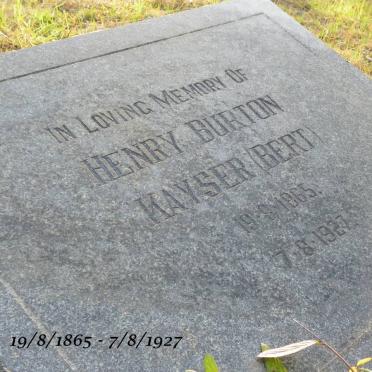 IN LOVING MEMORY OF
HENRY BURTON
KAYSER (BERT)
19.8.1865.
7.8.1927.
19/8/1865 - 7/8/1927